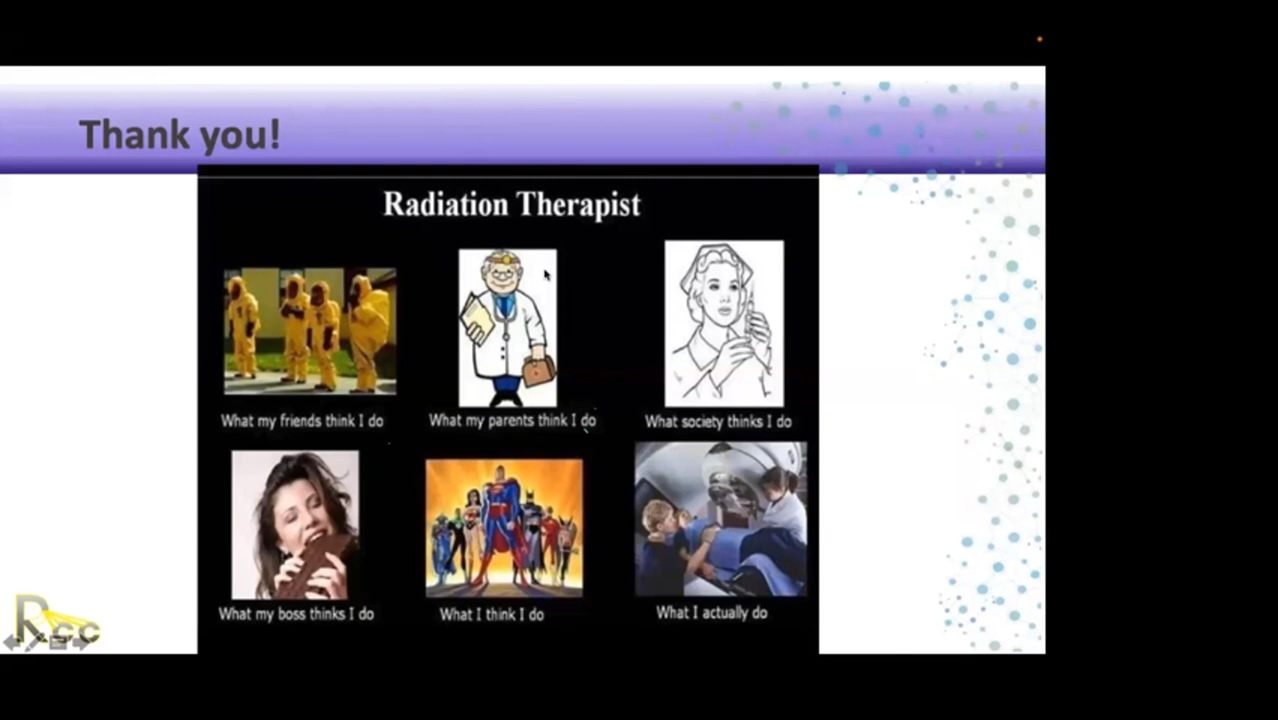 Thank you!
Radiation Therapist
What my friends think I do
What my parents think I do
What society thinks I do
What my boss thinks I do
What I think I do
What I actually do
Rcc